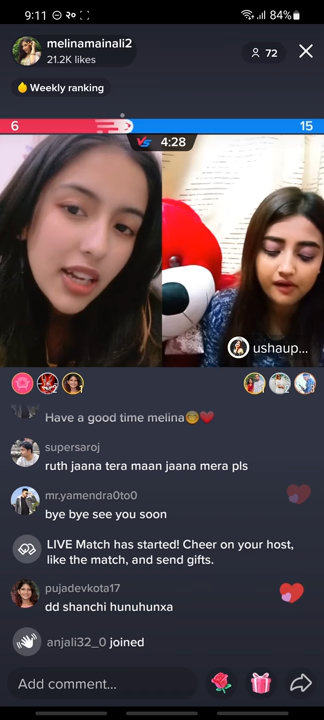 9:11 २० 84%
melinamainali2
21.2K likes
72
Weekly ranking
6 15
VS 4:28
ushaup...
Have a good time melina😇❤️
supersaroj
ruth jaana tera maan jaana mera pls
mr.yamendra0to0
bye bye see you soon
LIVE Match has started! Cheer on your host,
like the match, and send gifts.
pujadevkota17
dd shanchi hunuhunxa
anjali32_0 joined
Add comment...